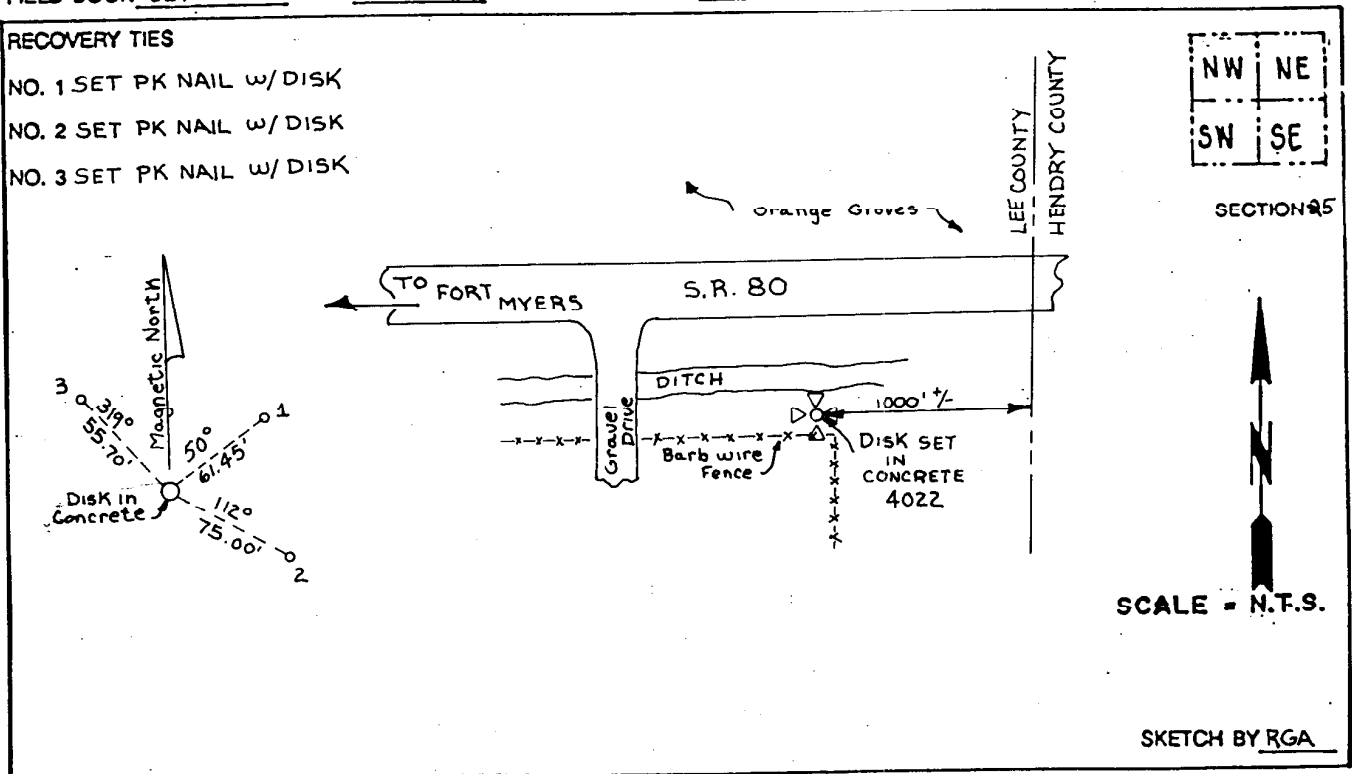 RECOVERY TIES
NO. 1 SET PK NAIL W/ DISK
NO. 2 SET PK NAIL W/ DISK
NO. 3 SET PK NAIL W/ DISK
NW NE
SW SE
SECTION 25
LEE COUNTY
HENDRY COUNTY
Orange Groves
TO FORT MYERS
S.R. 80
Magnetic North
3
319°
55.70'
1
50°
61.45'
Disk in
Concrete
112°
75.00'
2
DITCH
Gravel
Drive
1000' +/-
Barb wire
Fence
DISK SET
IN
CONCRETE
4022
N
SCALE = N.T.S.
SKETCH BY RGA